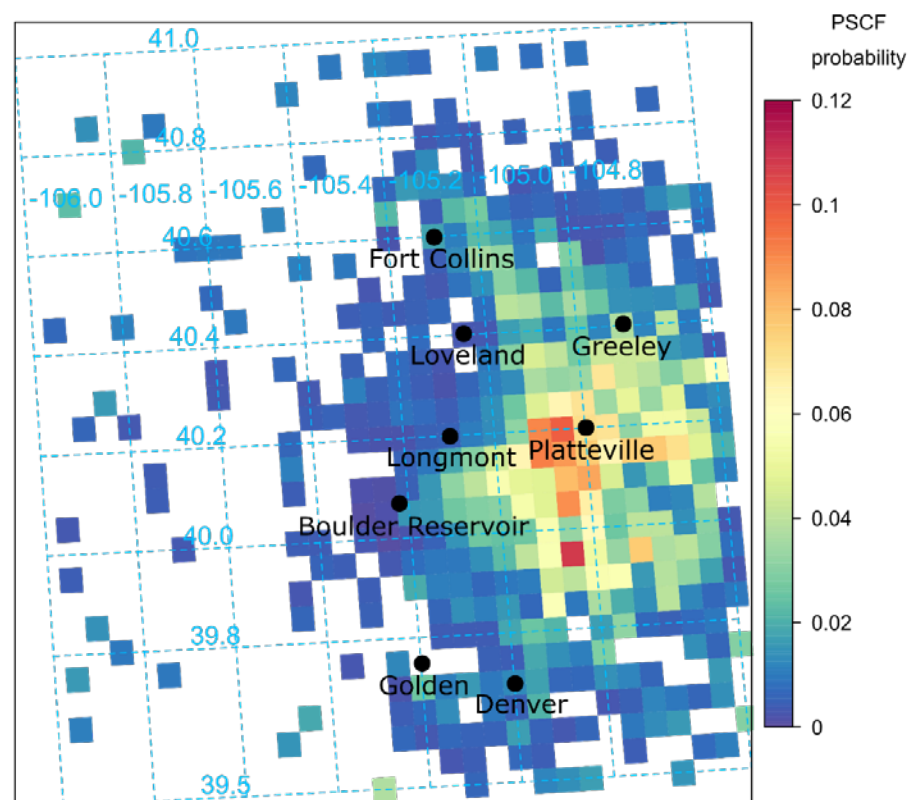 PSCF
probability
41.0
0.12
40.8
-106.0 -105.8 -105.6 -105.4 -105.2 -105.0 -104.8
0.1
40.6
Fort Collins
0.08
40.4
Loveland
Greeley
0.06
40.2
Longmont
Platteville
Boulder Reservoir
0.04
40.0
0.02
39.8
Golden
Denver
0
39.5